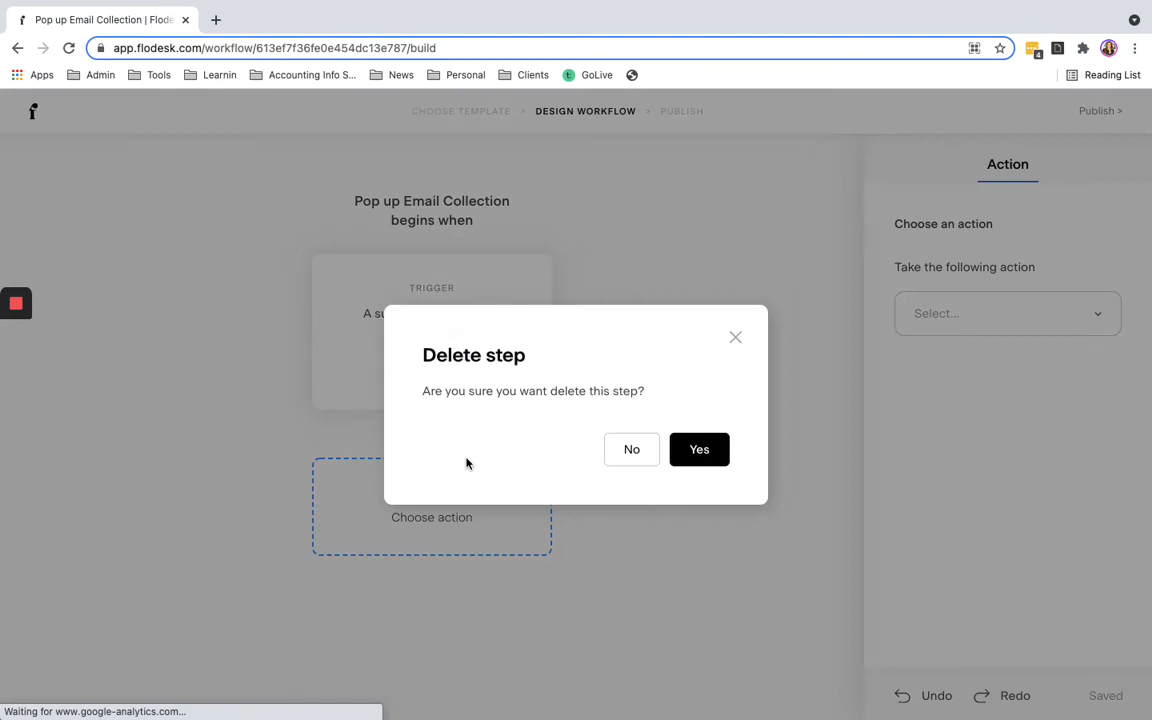 Pop up Email Collection | Flode
app.flodesk.com/workflow/613ef7f36fe0e454dc13e787/build
4
Apps
Admin
Tools
Learnin
Accounting Info S...
News
Personal
Clients
t
GoLive
Reading List
CHOOSE TEMPLATE > DESIGN WORKFLOW > PUBLISH
Publish >
Action
Pop up Email Collection
begins when
Choose an action
Take the following action
TRIGGER
Select...
A su
Delete step
Are you sure you want delete this step?
No
Yes
Choose action
Undo
Redo
Saved
Waiting for www.google-analytics.com...